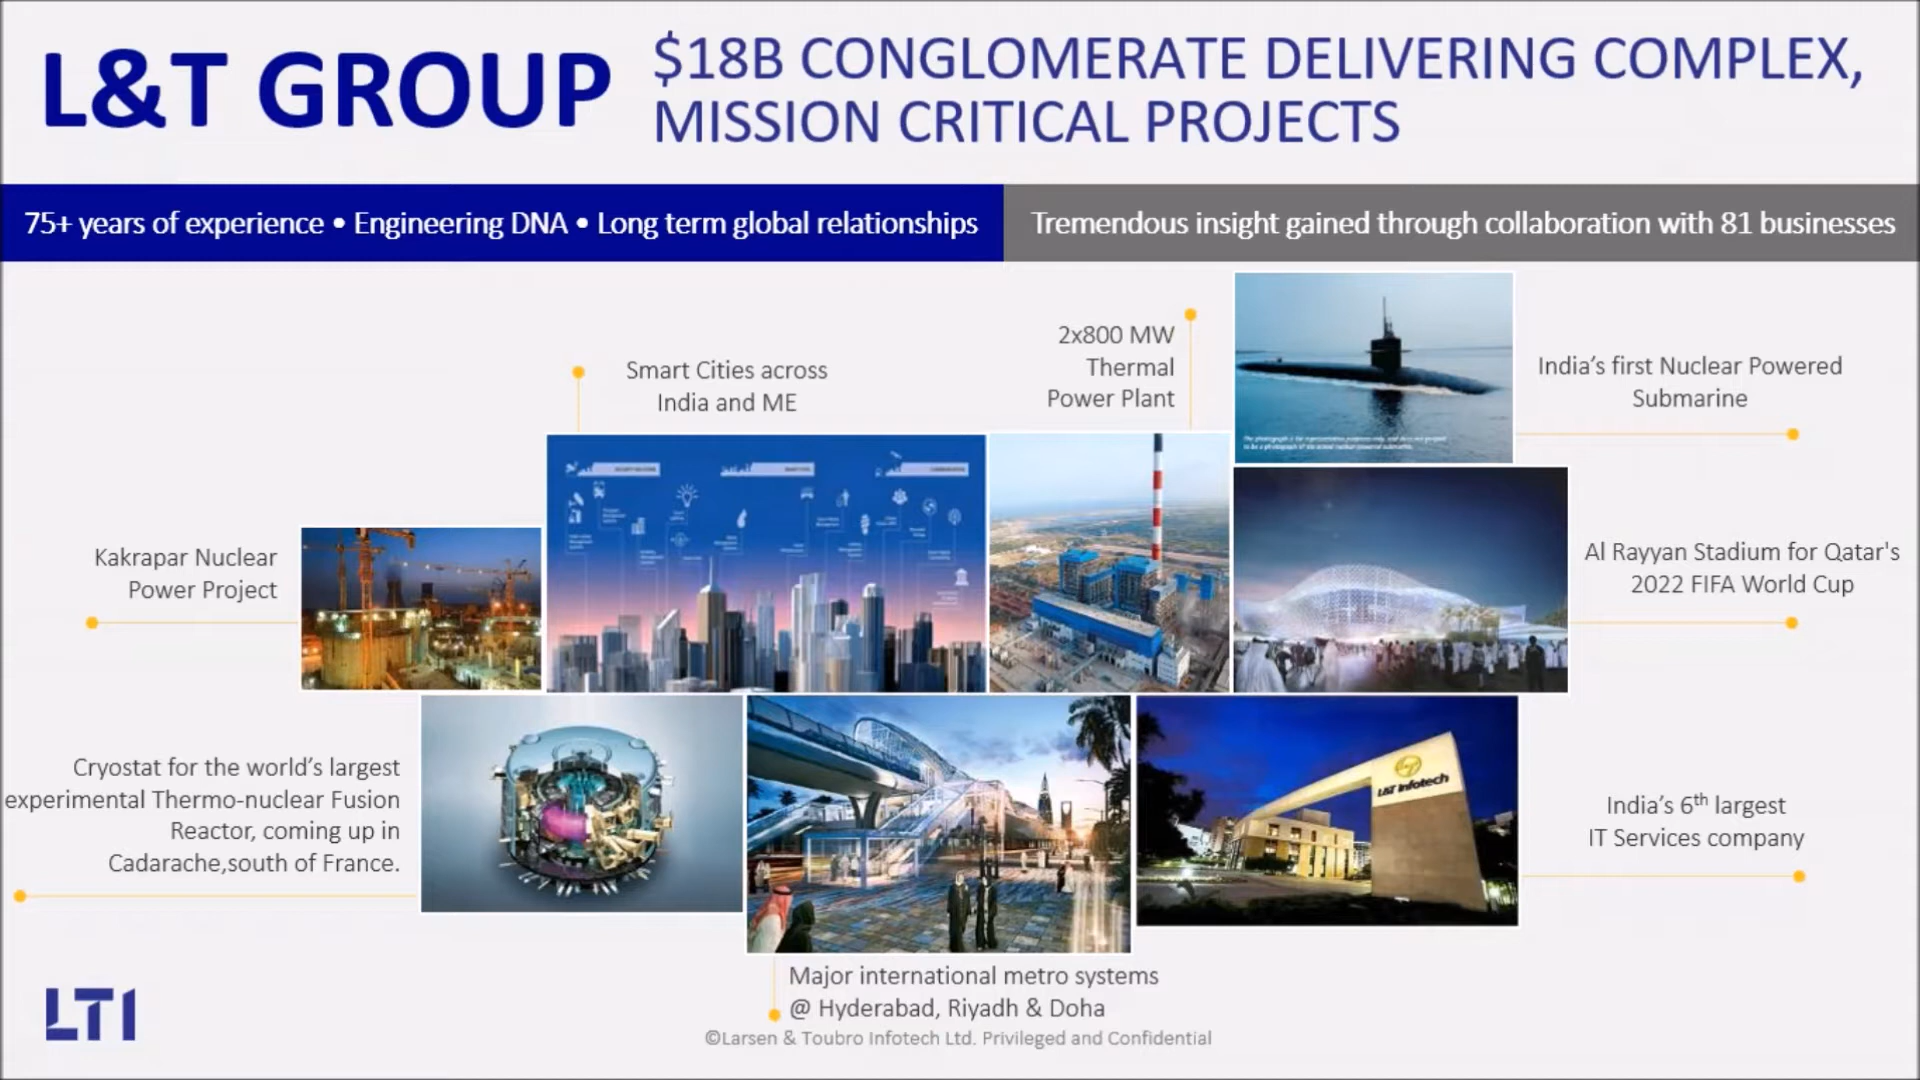 L&T GROUP
$18B CONGLOMERATE DELIVERING COMPLEX,
MISSION CRITICAL PROJECTS
75+ years of experience • Engineering DNA • Long term global relationships
Tremendous insight gained through collaboration with 81 businesses
Smart Cities across
India and ME
2x800 MW
Thermal
Power Plant
India's first Nuclear Powered
Submarine
Kakrapar Nuclear
Power Project
Al Rayyan Stadium for Qatar's
2022 FIFA World Cup
Cryostat for the world's largest
experimental Thermo-nuclear Fusion
Reactor, coming up in
Cadarache,south of France.
L&T Infotech
India's 6th largest
IT Services company
Major international metro systems
@ Hyderabad, Riyadh & Doha
LTI
©Larsen & Toubro Infotech Ltd. Privileged and Confidential